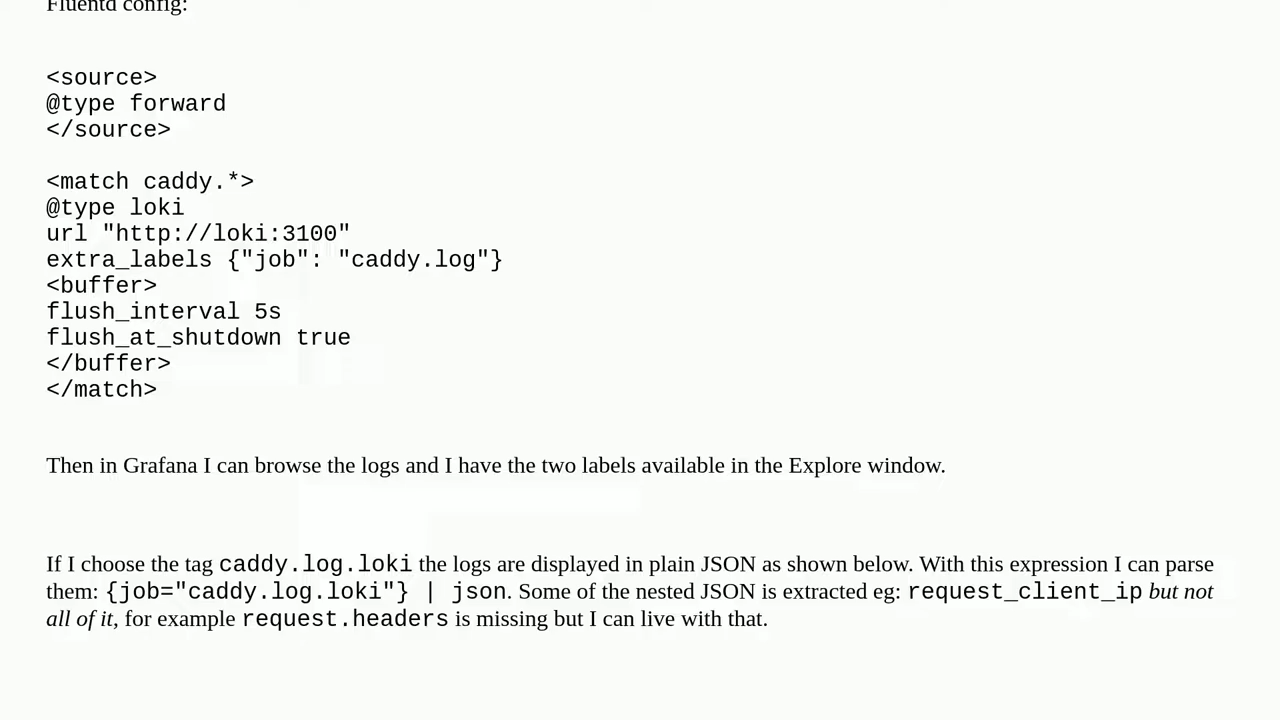 Fluentd config:
<source>
@type forward
</source>
<match caddy.*>
@type loki
url "http://loki:3100"
extra_labels {"job": "caddy.log"}
<buffer>
flush_interval 5s
flush_at_shutdown true
</buffer>
</match>
Then in Grafana I can browse the logs and I have the two labels available in the Explore window.
If I choose the tag caddy.log.loki the logs are displayed in plain JSON as shown below. With this expression I can parse
them: {job="caddy.log.loki"} | json. Some of the nested JSON is extracted eg: request_client_ip but not
all of it, for example request.headers is missing but I can live with that.